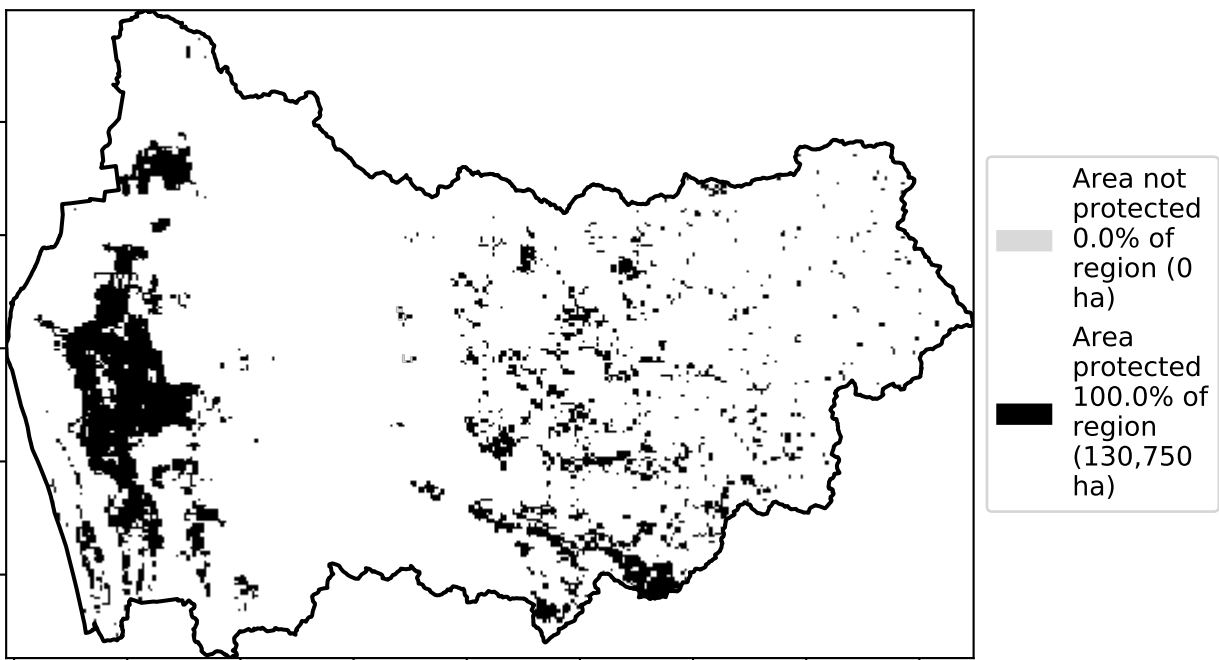 Area not
protected
0.0% of
region (0
ha)
Area
protected
100.0% of
region
(130,750
ha)